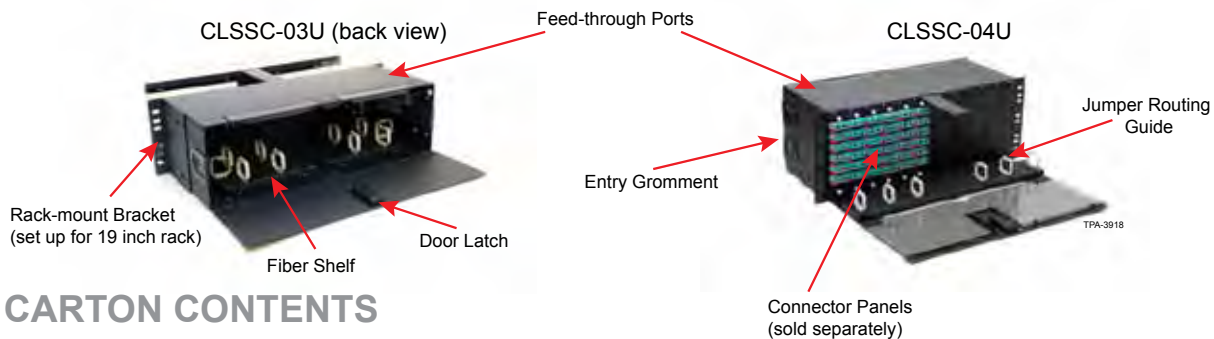 Feed-through Ports
CLSSC-03U (back view)
CLSSC-04U
Jumper Routing
Guide
Entry Gromment
Rack-mount Bracket
(set up for 19 inch rack)
Door Latch
TPA-3918
Fiber Shelf
CARTON CONTENTS
Connector Panels
(sold separately)